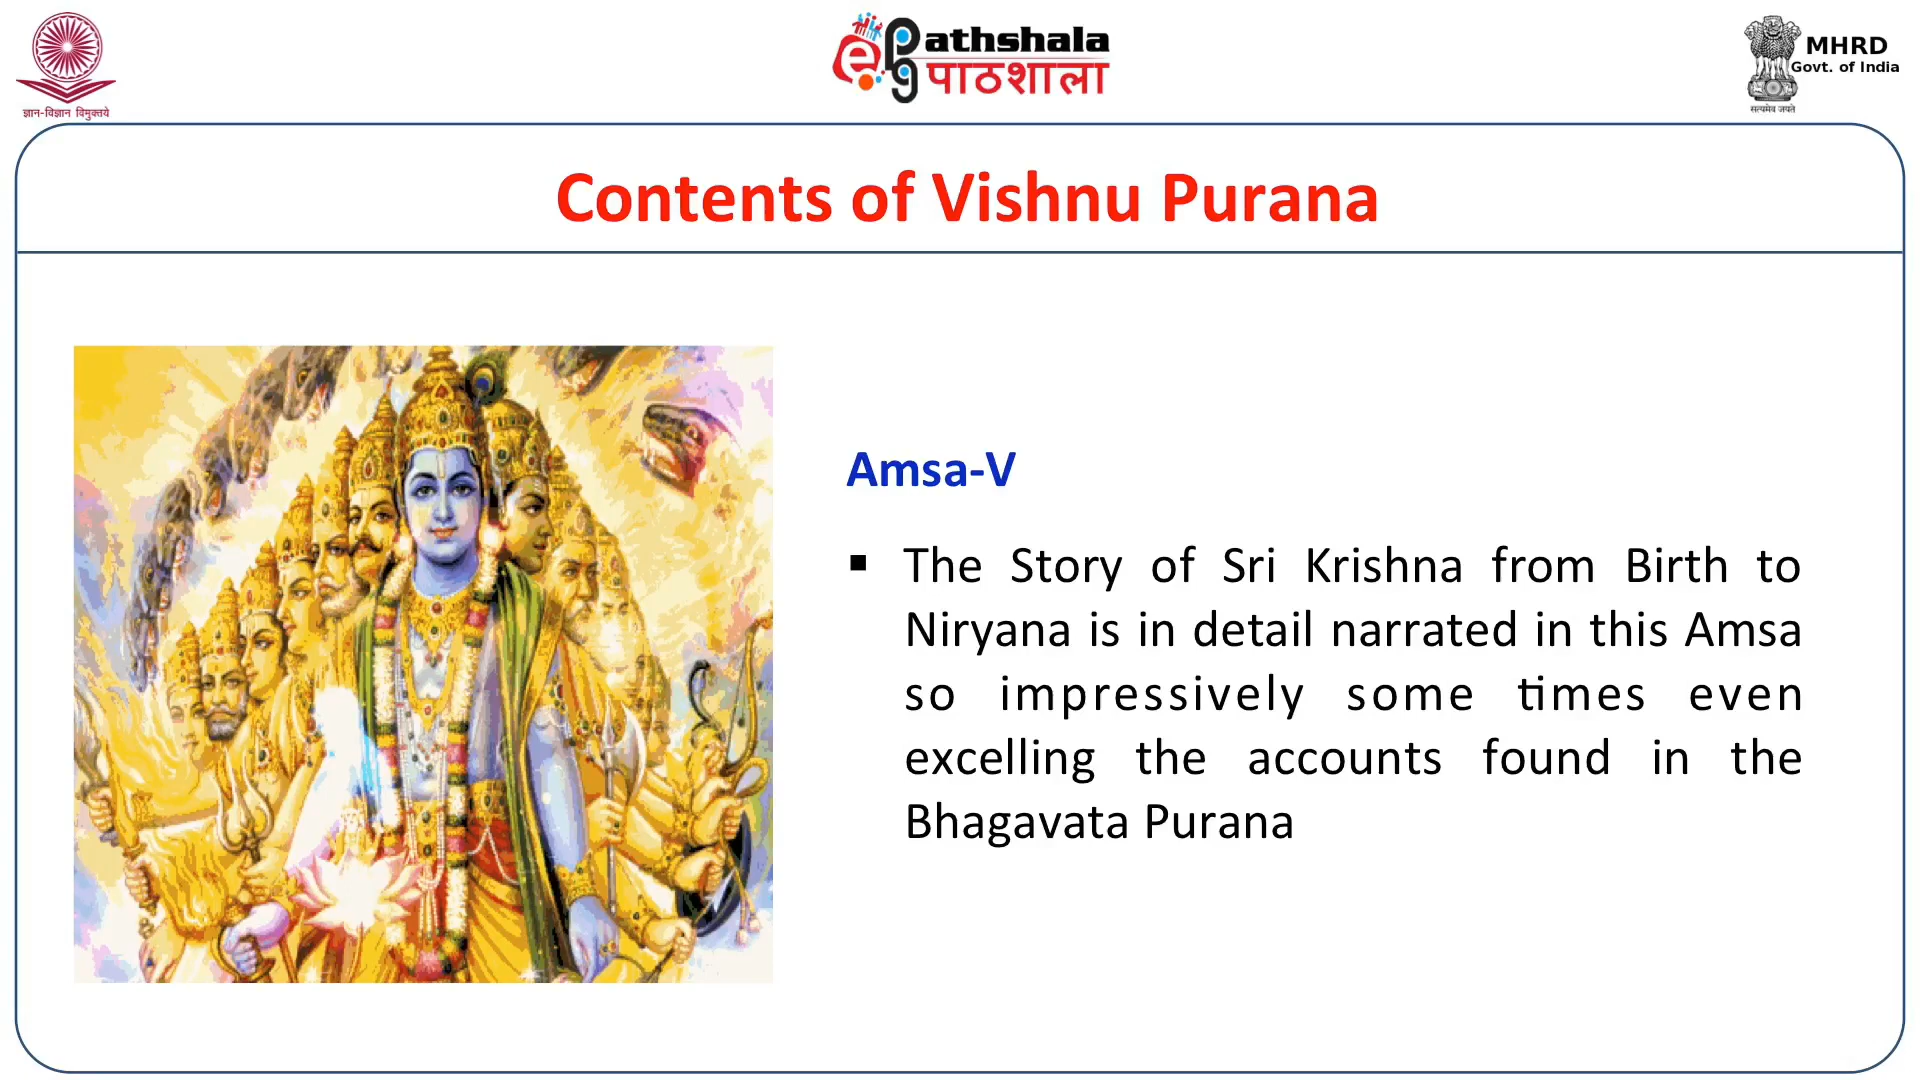 ज्ञान-विज्ञान विमुक्तये
ePG Pathshala
पाठशाला
MHRD
Govt. of India
सत्यमेव जयते
Contents of Vishnu Purana
Amsa-V
▪ The Story of Sri Krishna from Birth to
Niryana is in detail narrated in this Amsa
so impressively some times even
excelling the accounts found in the
Bhagavata Purana